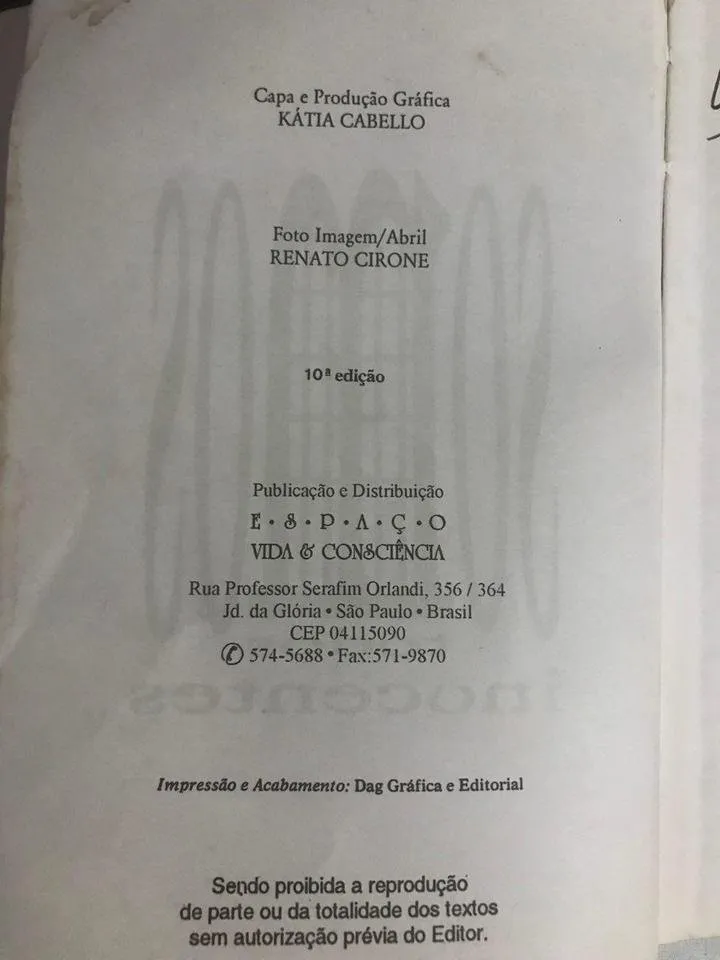 Capa e Produção Gráfica
KÁTIA CABELLO
Foto Imagem/Abril
RENATO CIRONE
10ª edição
Publicação e Distribuição
E • S • P • A • Ç • O
VIDA & CONSCIÊNCIA
Rua Professor Serafim Orlandi, 356 / 364
Jd. da Glória • São Paulo • Brasil
CEP 04115090
✆ 574-5688 • Fax:571-9870
inocentes
Impressão e Acabamento: Dag Gráfica e Editorial
Sendo proibida a reprodução
de parte ou da totalidade dos textos
sem autorização prévia do Editor.